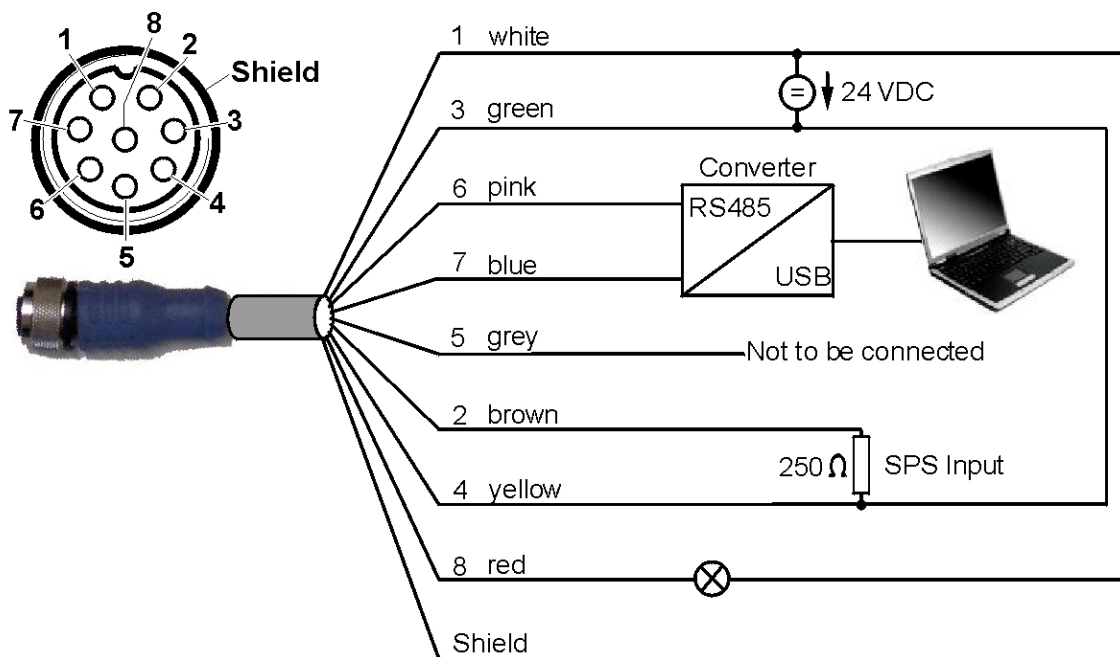 8
1
2
Shield
7
3
6
4
5
1 white
24 VDC
3 green
Converter
6 pink
RS485
7 blue
USB
5 grey
Not to be connected
2 brown
250 Ω
SPS Input
4 yellow
8 red
Shield